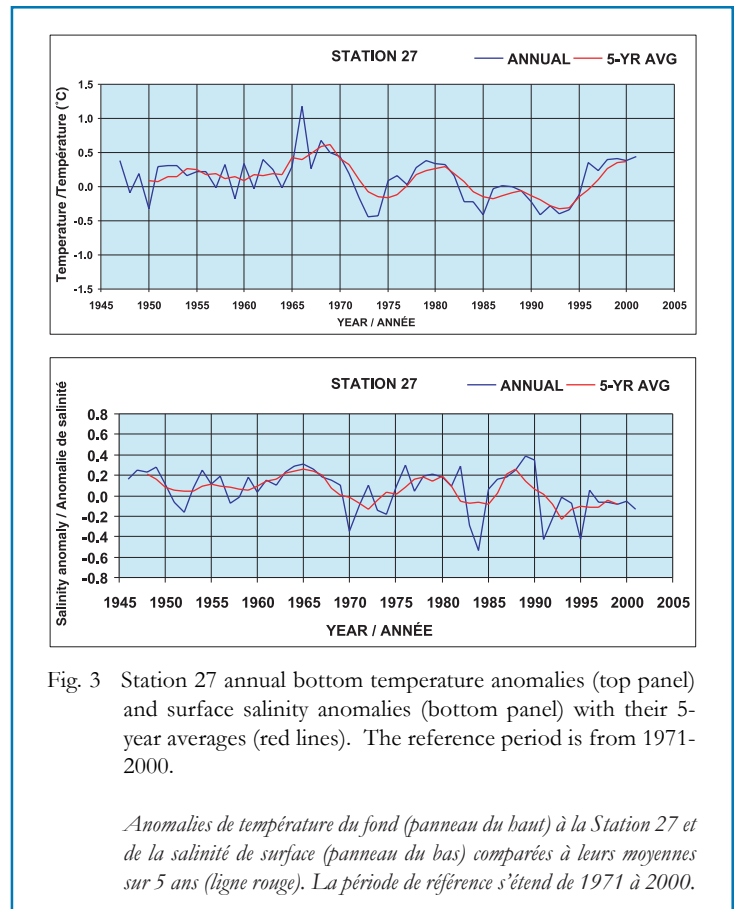 STATION 27
ANNUAL
5-YR AVG
Temperature /Température (˚C)
1.5
1.0
0.5
0.0
-0.5
-1.0
-1.5
1945 1950 1955 1960 1965 1970 1975 1980 1985 1990 1995 2000 2005
YEAR / ANNÉE
STATION 27
ANNUAL
5-YR AVG
Salinity anomaly / Anomalie de salinité
0.8
0.6
0.4
0.2
0.0
-0.2
-0.4
-0.6
-0.8
1945 1950 1955 1960 1965 1970 1975 1980 1985 1990 1995 2000 2005
YEAR / ANNÉE
Fig. 3 Station 27 annual bottom temperature anomalies (top panel)
and surface salinity anomalies (bottom panel) with their 5-
year averages (red lines). The reference period is from 1971-
2000.
Anomalies de température du fond (panneau du haut) à la Station 27 et
de la salinité de surface (panneau du bas) comparées à leurs moyennes
sur 5 ans (ligne rouge). La période de référence s'étend de 1971 à 2000.